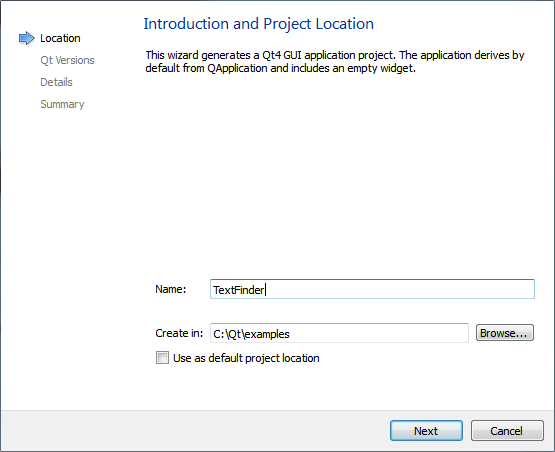 Location
Qt Versions
Details
Summary
Introduction and Project Location
This wizard generates a Qt4 GUI application project. The application derives by
default from QApplication and includes an empty widget.
Name: TextFinder
Create in: C:\Qt\examples Browse...
Use as default project location
Next Cancel